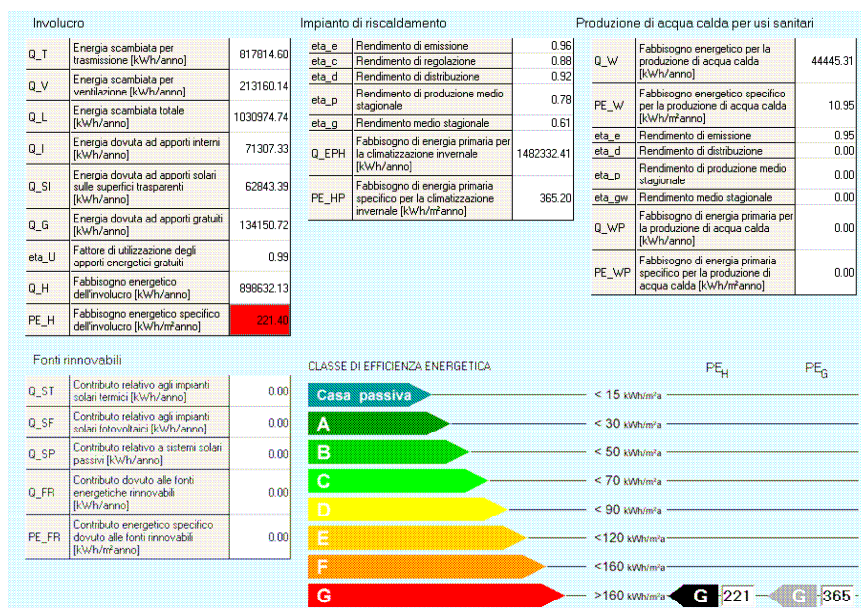 Involucro
Q_T Energia scambiata per 817814.60
trasmissione [kWh/anno]
Q_V Energia scambiata per 213160.14
ventilazione [kWh/anno]
Q_L Energia scambiata totale 1030974.74
[kWh/anno]
Q_I Energia dovuta ad apporti interni 71307.33
[kWh/anno]
Q_SI Energia dovuta ad apporti solari
sulle superfici trasparenti 62843.39
[kWh/anno]
Q_G Energia dovuta ad apporti gratuiti 134150.72
[kWh/anno]
eta_U Fattore di utilizzazione degli 0.99
apporti energetici gratuiti
Q_H Fabbisogno energetico 898632.13
dell'involucro [kWh/anno]
PE_H Fabbisogno energetico specifico 221.40
dell'involucro [kWh/m²anno]
Impianto di riscaldamento
eta_e Rendimento di emissione 0.96
eta_c Rendimento di regolazione 0.88
eta_d Rendimento di distribuzione 0.92
eta_p Rendimento di produzione medio 0.78
stagionale
eta_g Rendimento medio stagionale 0.61
Q_EPH Fabbisogno di energia primaria per
la climatizzazione invernale 1482332.41
[kWh/anno]
PE_HP Fabbisogno di energia primaria
specifico per la climatizzazione 365.20
invernale [kWh/m²anno]
Produzione di acqua calda per usi sanitari
Q_W Fabbisogno energetico per la
produzione di acqua calda 44445.31
[kWh/anno]
PE_W Fabbisogno energetico specifico
per la produzione di acqua calda 10.95
[kWh/m²anno]
eta_e Rendimento di emissione 0.95
eta_d Rendimento di distribuzione 0.00
eta_p Rendimento di produzione medio 0.00
stagionale
eta_gw Rendimento medio stagionale 0.00
Q_WP Fabbisogno di energia primaria per
la produzione di acqua calda 0.00
[kWh/anno]
PE_WP Fabbisogno di energia primaria
specifico per la produzione di 0.00
acqua calda [kWh/m²anno]
Fonti rinnovabili
Q_ST Contributo relativo agli impianti 0.00
solari termici [kWh/anno]
Q_SF Contributo relativo agli impianti 0.00
solari fotovoltaici [kWh/anno]
Q_SP Contributo relativo a sistemi solari 0.00
passivi [kWh/anno]
Q_FR Contributo dovuto alle fonti
energetiche rinnovabili 0.00
[kWh/anno]
PE_FR Contributo energetico specifico
dovuto alle fonti rinnovabili 0.00
[kWh/m²anno]
CLASSE DI EFFICIENZA ENERGETICA PE_H PE_G
Casa passiva < 15 kWh/m²a
A < 30 kWh/m²a
B < 50 kWh/m²a
C < 70 kWh/m²a
D < 90 kWh/m²a
E <120 kWh/m²a
F <160 kWh/m²a
G >160 kWh/m²a G 221 G 365